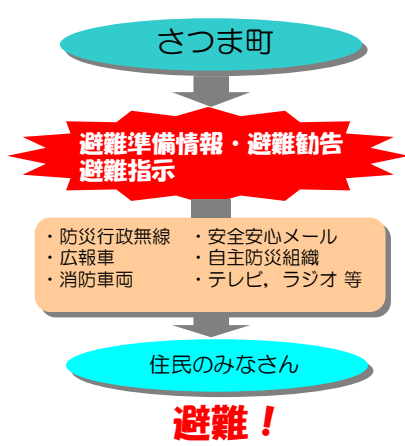 さつま町
避難準備情報・避難勧告
避難指示
・防災行政無線 ・安全安心メール
・広報車 ・自主防災組織
・消防車両 ・テレビ，ラジオ 等
住民のみなさん
避難！